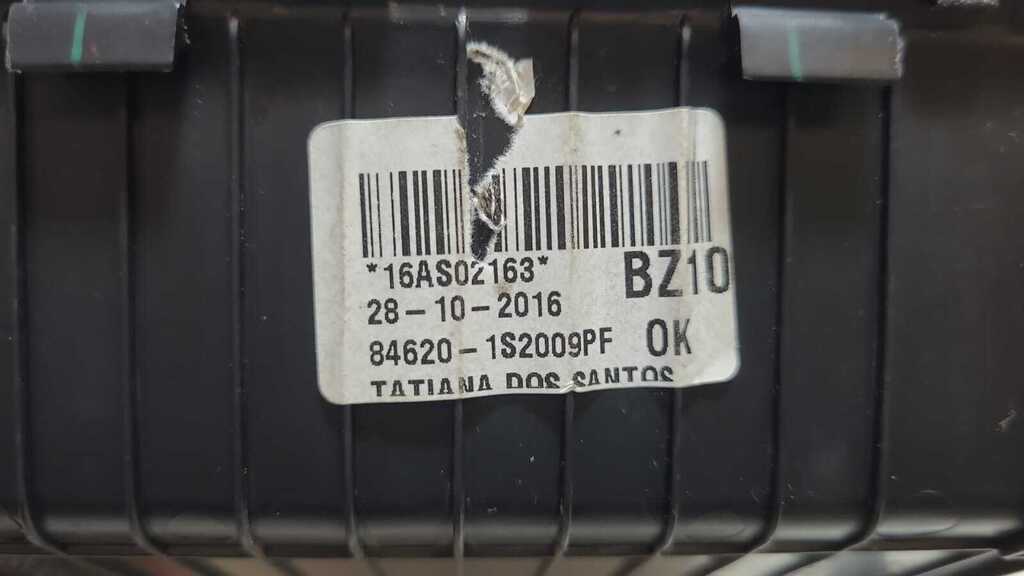 *16AS02163*
BZ10
28-10-2016
84620-1S2009PF OK
TATIANA DOS SANTOS